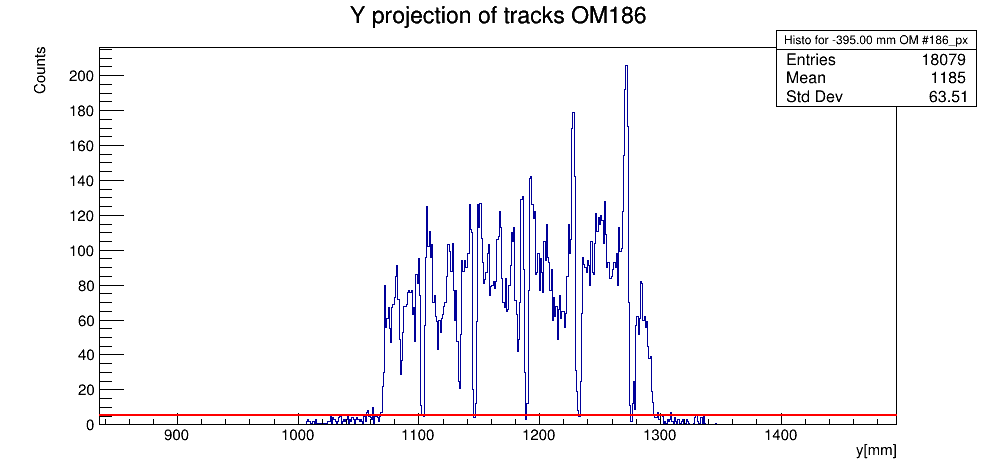 Y projection of tracks OM186
Histo for -395.00 mm OM #186_px
Entries 18079
Mean 1185
Std Dev 63.51
Counts
200
180
160
140
120
100
80
60
40
20
0
900 1000 1100 1200 1300 1400
y[mm]